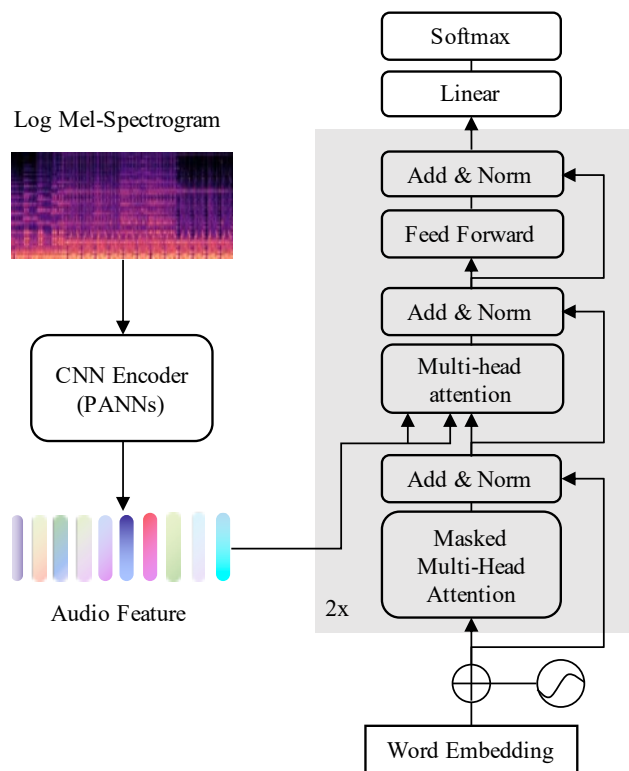 Softmax
Linear
Log Mel-Spectrogram
Add & Norm
Feed Forward
Add & Norm
CNN Encoder
(PANNs)
Multi-head
attention
Add & Norm
Masked
Multi-Head
Attention
Audio Feature
2x
Word Embedding